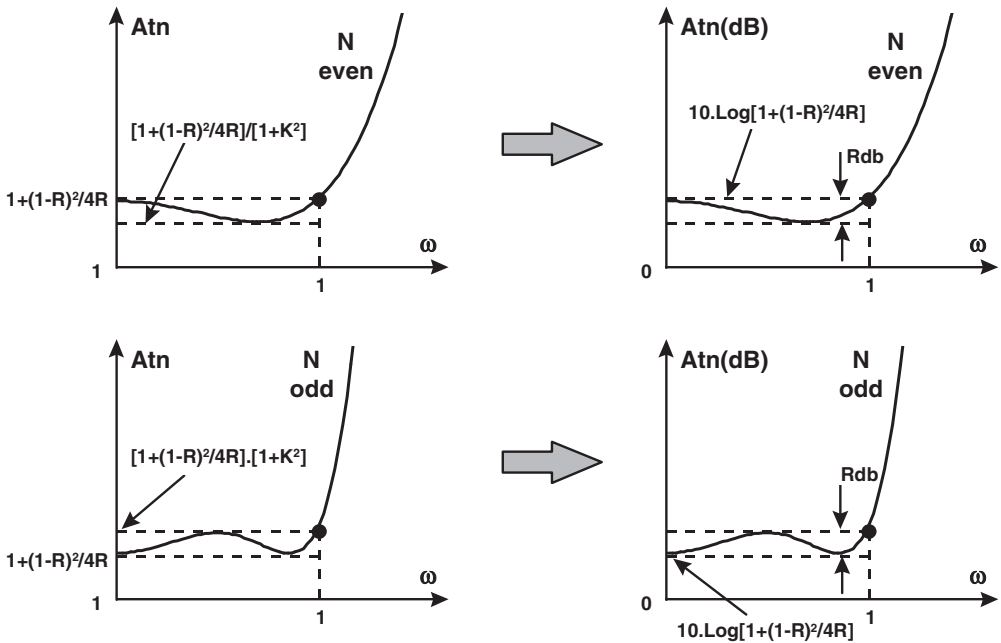 Atn
N
even
[1+(1-R)²/4R]/[1+K²]
1+(1-R)²/4R
ω
1
1
Atn(dB)
N
even
10.Log[1+(1-R)²/4R]
Rdb
ω
0
1
Atn
N
odd
[1+(1-R)²/4R].[1+K²]
1+(1-R)²/4R
ω
1
1
Atn(dB)
N
odd
Rdb
ω
0
1
10.Log[1+(1-R)²/4R]